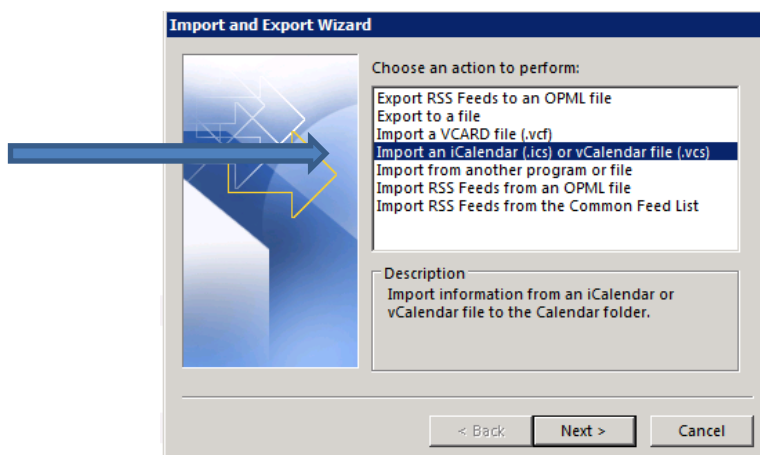 Import and Export Wizard
Choose an action to perform:
Export RSS Feeds to an OPML file
Export to a file
Import a VCARD file (.vcf)
Import an iCalendar (.ics) or vCalendar file (.vcs)
Import from another program or file
Import RSS Feeds from an OPML file
Import RSS Feeds from the Common Feed List
Description
Import information from an iCalendar or
vCalendar file to the Calendar folder.
< Back Next > Cancel